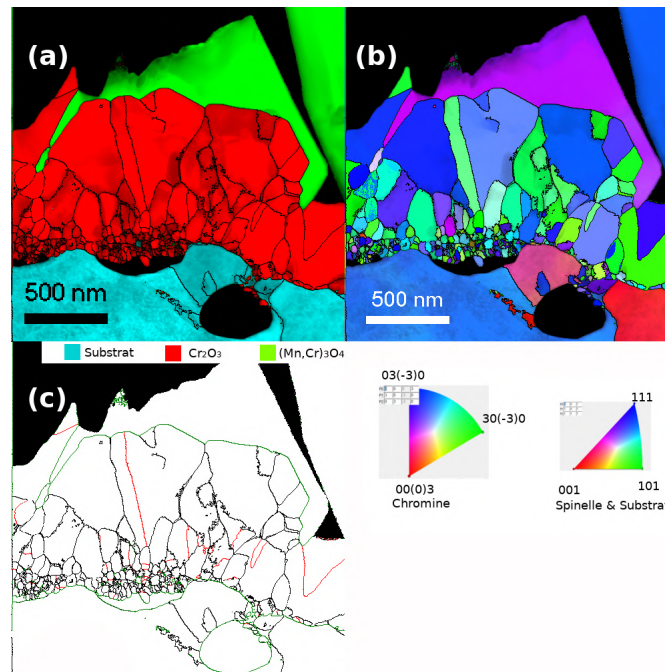 (a)
(b)
500 nm
500 nm
Substrat
Cr₂O₃
(Mn,Cr)₃O₄
(c)
03(-3)0
30(-3)0
00(0)3
Chromine
111
001
101
Spinelle & Substrat